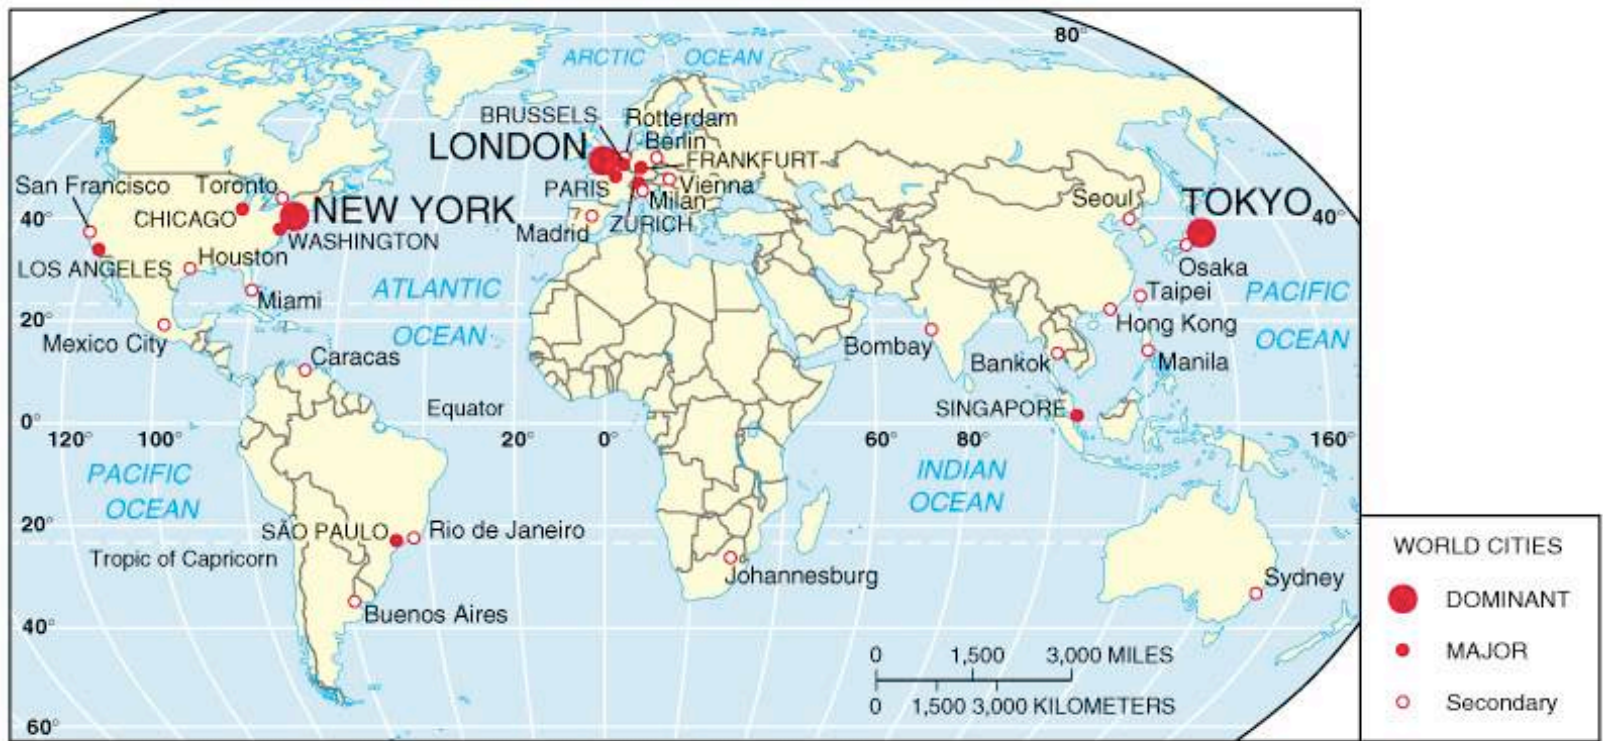 80°
ARCTIC OCEAN
BRUSSELS
Rotterdam
LONDON
Berlin
FRANKFURT
San Francisco
Toronto
PARIS
Vienna
Seoul
TOKYO
CHICAGO
NEW YORK
Milan
40°
40°
Madrid
ZURICH
WASHINGTON
LOS ANGELES
Houston
Osaka
ATLANTIC
OCEAN
Miami
Taipei
PACIFIC
OCEAN
20°
Hong Kong
Mexico City
Caracas
Bombay
Bankok
Manila
Equator
SINGAPORE
0°
120°
100°
20°
0°
60°
80°
160°
PACIFIC
OCEAN
INDIAN
OCEAN
20°
SÃO PAULO
Rio de Janeiro
Tropic of Capricorn
Johannesburg
Sydney
Buenos Aires
40°
0 1,500 3,000 MILES
0 1,500 3,000 KILOMETERS
60°
WORLD CITIES
DOMINANT
MAJOR
Secondary